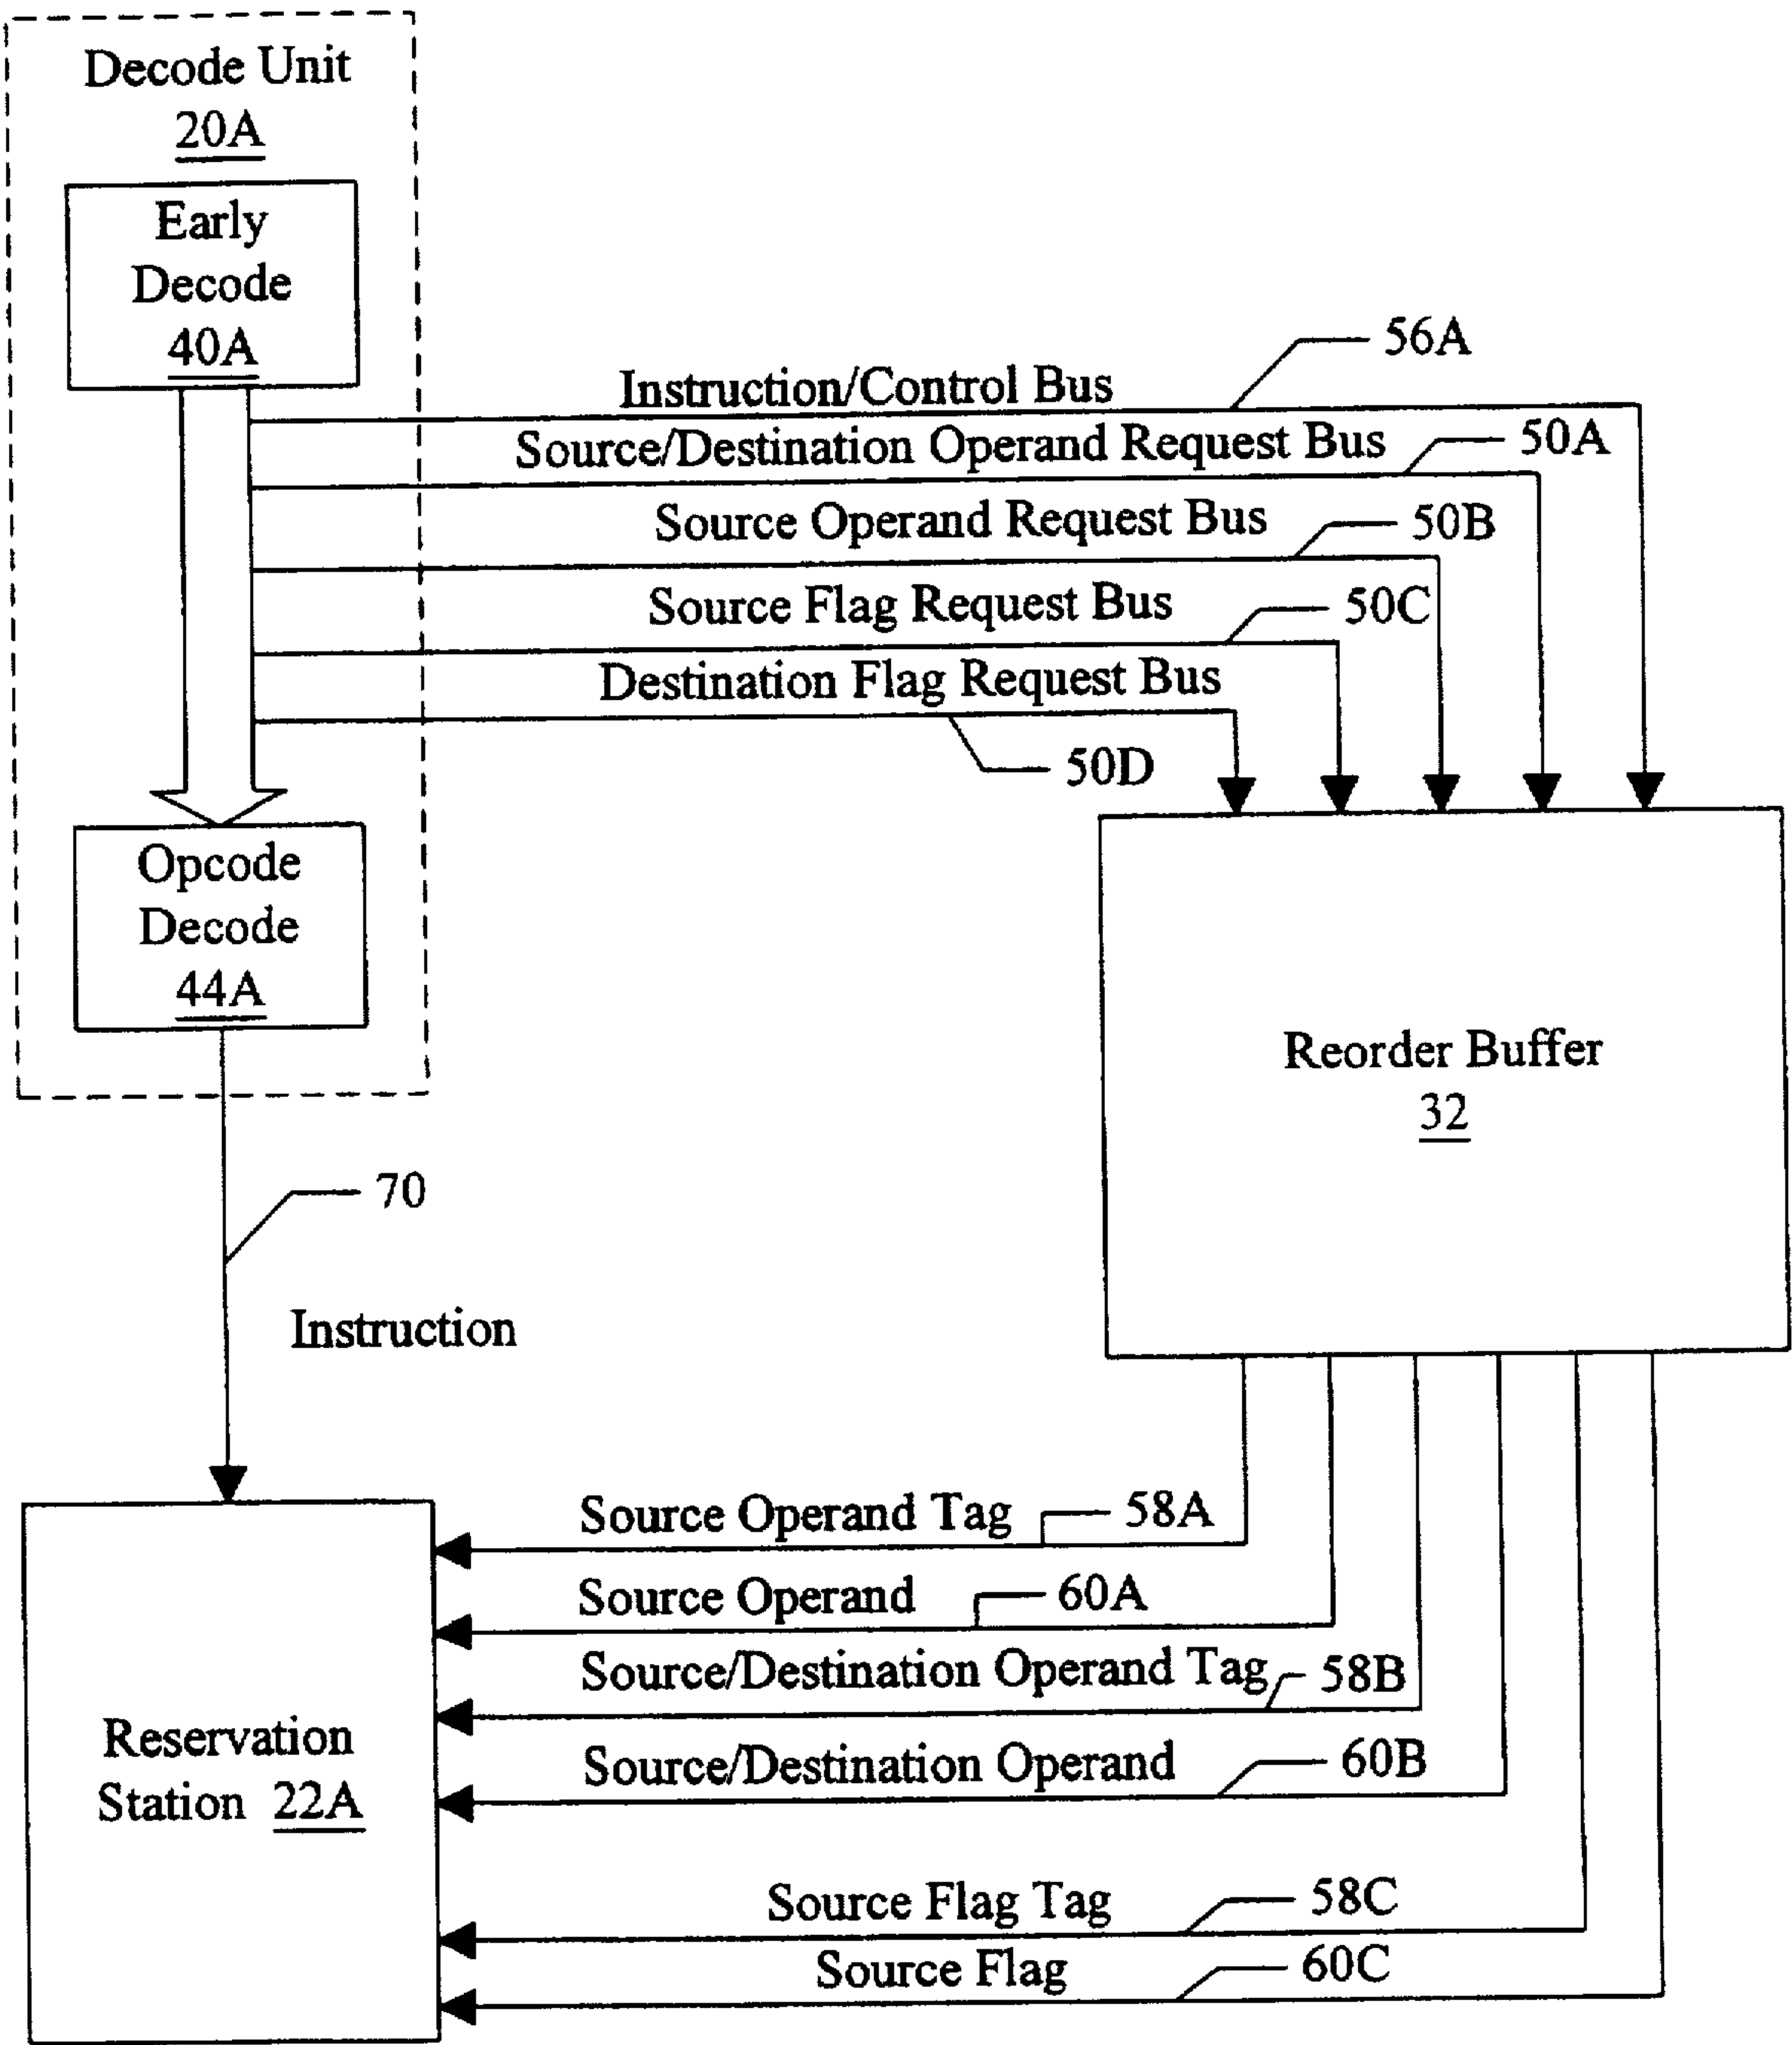 Decode Unit
20A
Early
Decode
40A
56A
Instruction/Control Bus
Source/Destination Operand Request Bus
50A
Source Operand Request Bus
50B
Source Flag Request Bus
50C
Destination Flag Request Bus
50D
Opcode
Decode
44A
Reorder Buffer
32
70
Instruction
Source Operand Tag
58A
Source Operand
60A
Source/Destination Operand Tag
58B
Source/Destination Operand
60B
Reservation
Station 22A
Source Flag Tag
58C
Source Flag
60C